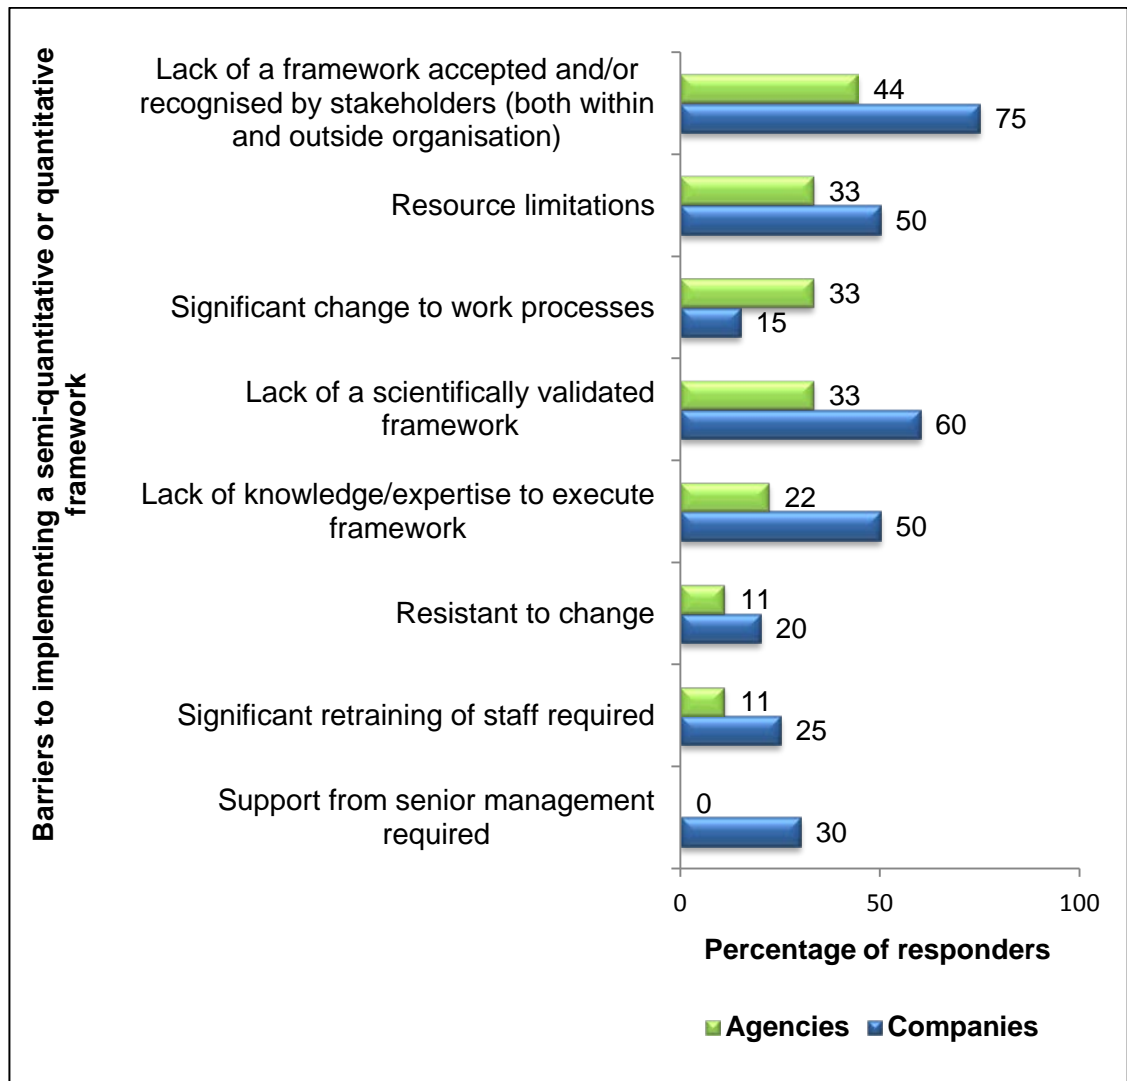 Barriers to implementing a semi-quantitative or quantitative
framework
Lack of a framework accepted and/or
recognised by stakeholders (both within
and outside organisation)
44
75
Resource limitations
33
50
Significant change to work processes
33
15
Lack of a scientifically validated
framework
33
60
Lack of knowledge/expertise to execute
framework
22
50
Resistant to change
11
20
Significant retraining of staff required
11
25
Support from senior management
required
0
30
0 50 100
Percentage of responders
Agencies Companies